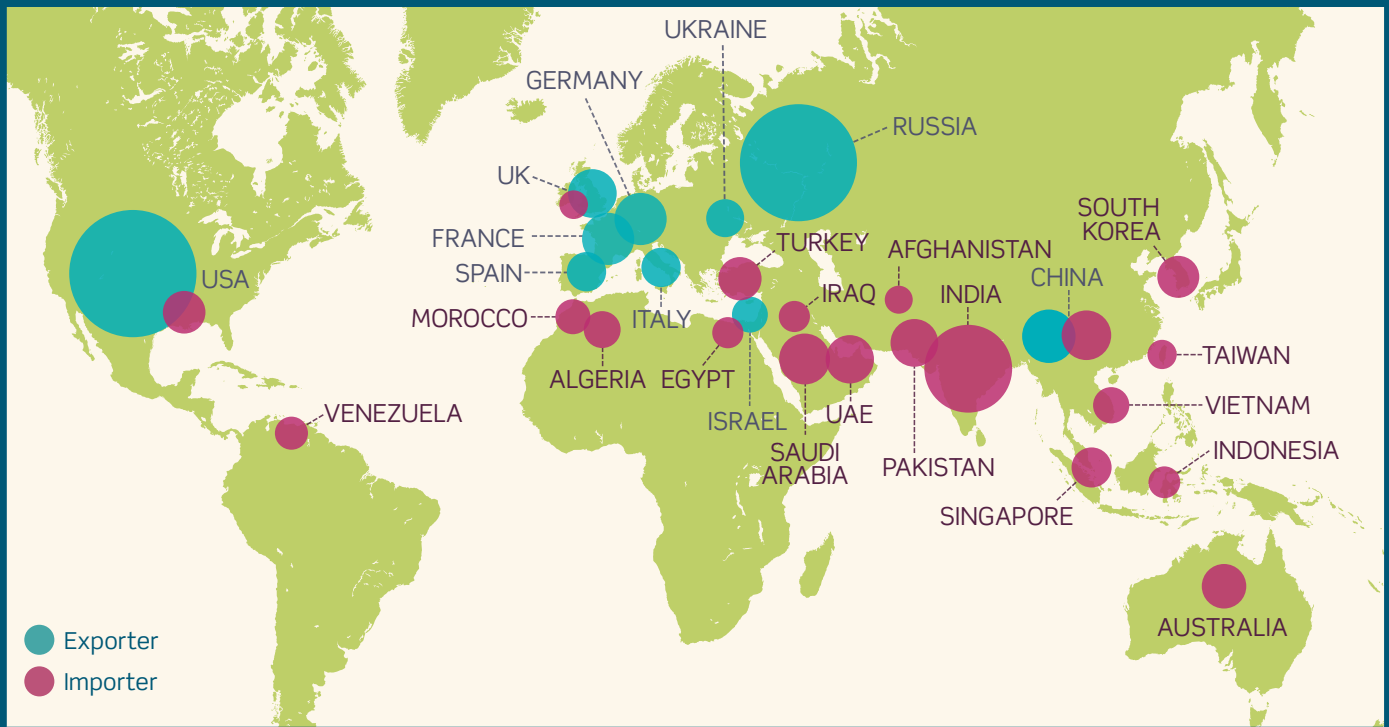 UKRAINE
GERMANY
RUSSIA
UK
SOUTH
KOREA
FRANCE
TURKEY
AFGHANISTAN
SPAIN
USA
CHINA
IRAQ
INDIA
MOROCCO
ITALY
TAIWAN
ALGERIA
EGYPT
VENEZUELA
ISRAEL
UAE
VIETNAM
SAUDI
ARABIA
PAKISTAN
INDONESIA
SINGAPORE
AUSTRALIA
Exporter
Importer